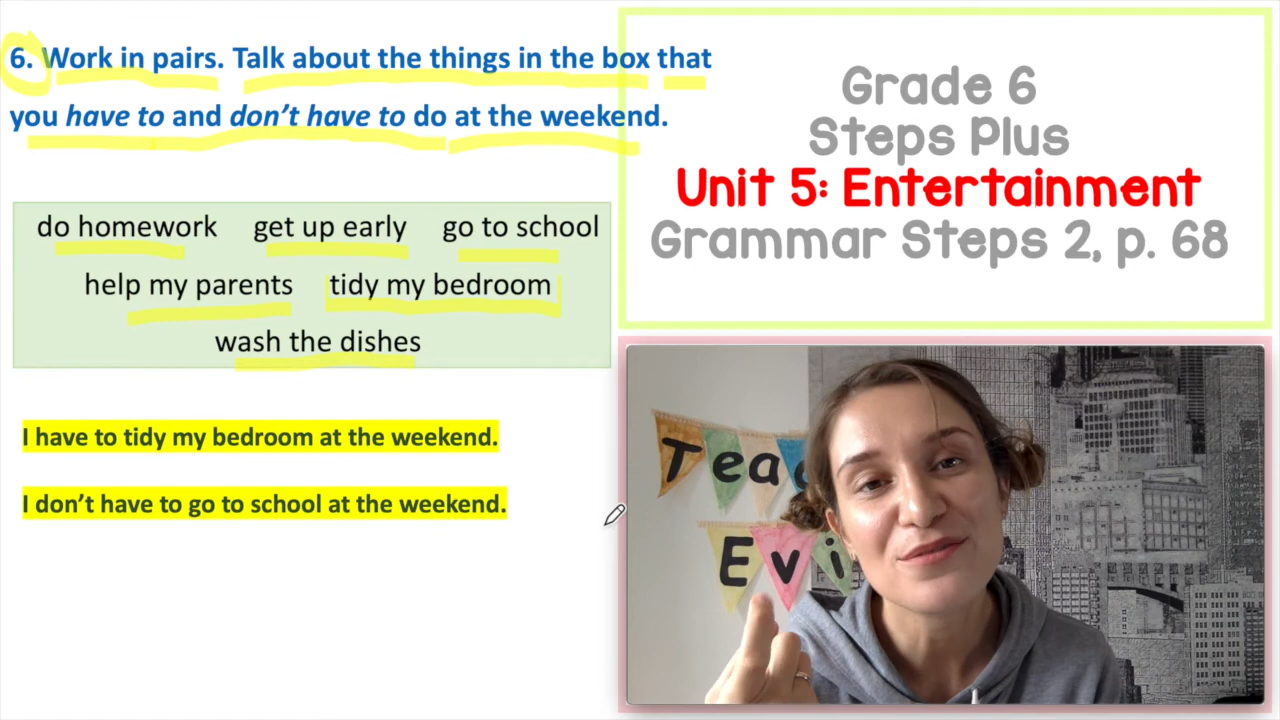 6. Work in pairs. Talk about the things in the box that
you have to and don't have to do at the weekend.
do homework get up early go to school
help my parents tidy my bedroom
wash the dishes
I have to tidy my bedroom at the weekend.
I don't have to go to school at the weekend.
Grade 6
Steps Plus
Unit 5: Entertainment
Grammar Steps 2, p. 68
Evi